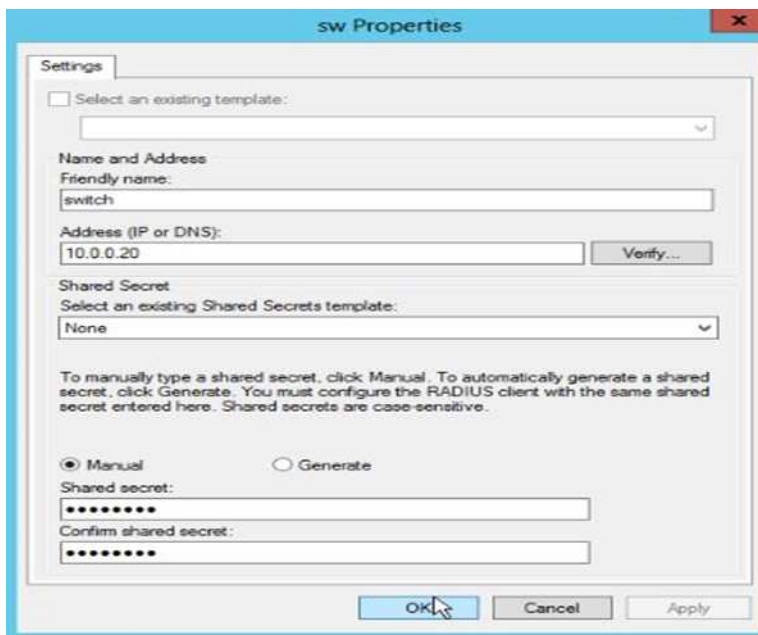 sw Properties
x
Settings
Select an existing template:
Name and Address
Friendly name:
switch
Address (IP or DNS):
10.0.0.20
Verify...
Shared Secret
Select an existing Shared Secrets template:
None
To manually type a shared secret, click Manual. To automatically generate a shared
secret, click Generate. You must configure the RADIUS client with the same shared
secret entered here. Shared secrets are case-sensitive.
Manual
Generate
Shared secret:
••••••••
Confirm shared secret:
••••••••
OK
Cancel
Apply